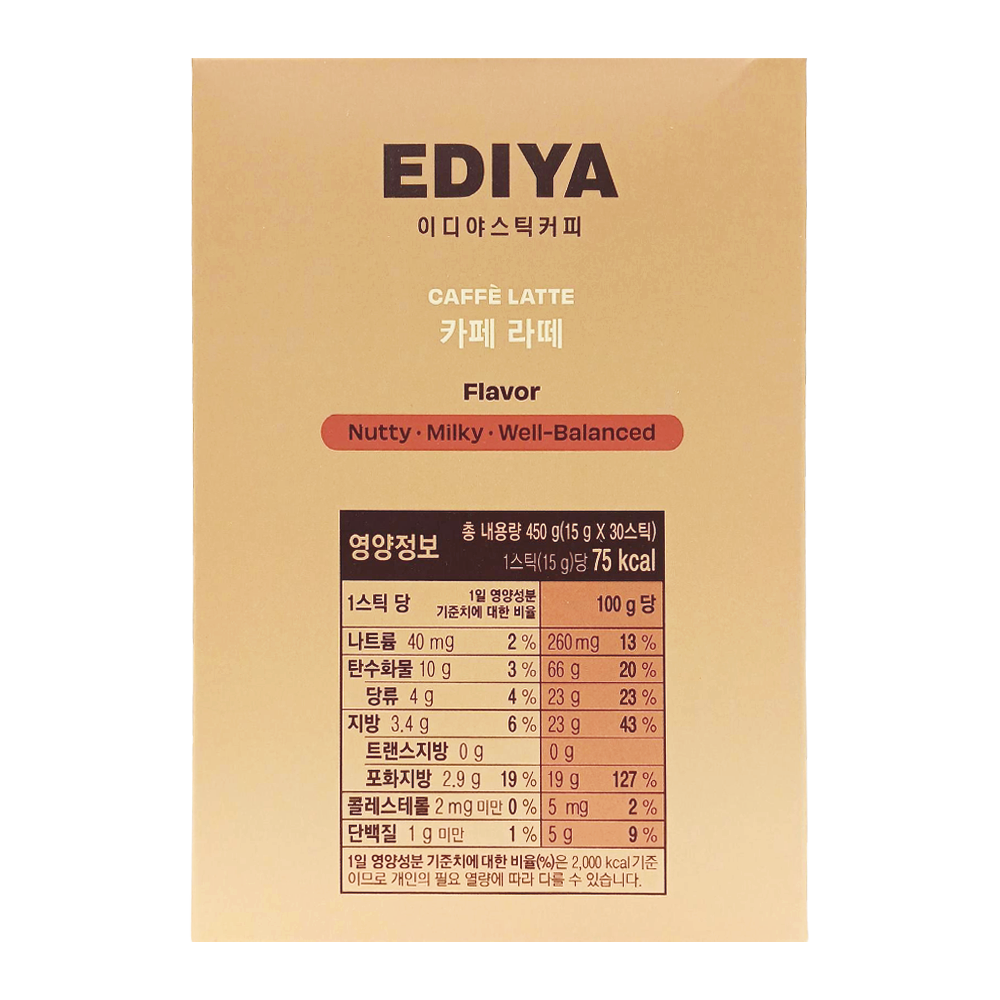 EDIYA
이디야스틱커피
CAFFÈ LATTE
카페 라떼
Flavor
Nutty · Milky · Well-Balanced
영양정보
총 내용량 450 g(15 g X 30스틱)
1스틱(15 g)당 75 kcal
1스틱 당 1일 영양성분 기준치에 대한 비율 100 g 당
나트륨 40 mg 2 % 260 mg 13 %
탄수화물 10 g 3 % 66 g 20 %
당류 4 g 4 % 23 g 23 %
지방 3.4 g 6 % 23 g 43 %
트랜스지방 0 g 0 g
포화지방 2.9 g 19 % 19 g 127 %
콜레스테롤 2 mg 미만 0 % 5 mg 2 %
단백질 1 g 미만 1 % 5 g 9 %
1일 영양성분 기준치에 대한 비율(%)은 2,000 kcal 기준
이므로 개인의 필요 열량에 따라 다를 수 있습니다.